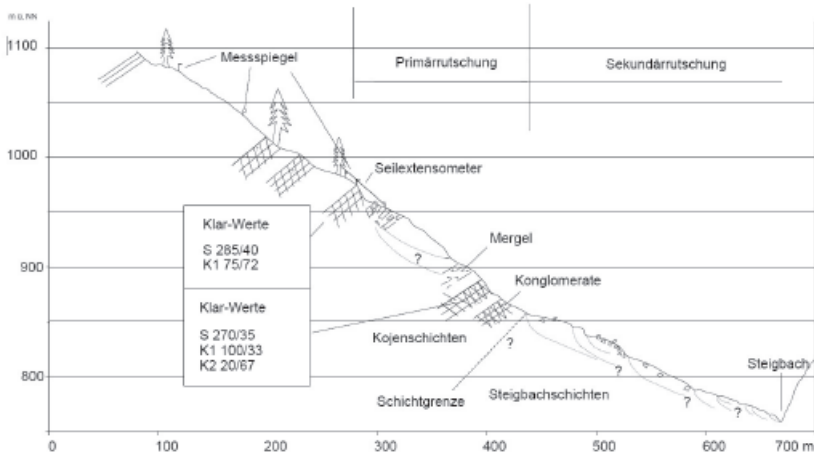 m ü. NN
1100
1000
900
800
Messspiegel
Primärrutschung
Sekundärrutschung
Seilextensometer
Klar-Werte
S 285/40
K1 75/72
Klar-Werte
S 270/35
K1 100/33
K2 20/67
?
Mergel
Konglomerate
Kojenschichten
?
Schichtgrenze
Steigbachschichten
?
?
?
Steigbach
0
100
200
300
400
500
600
700 m